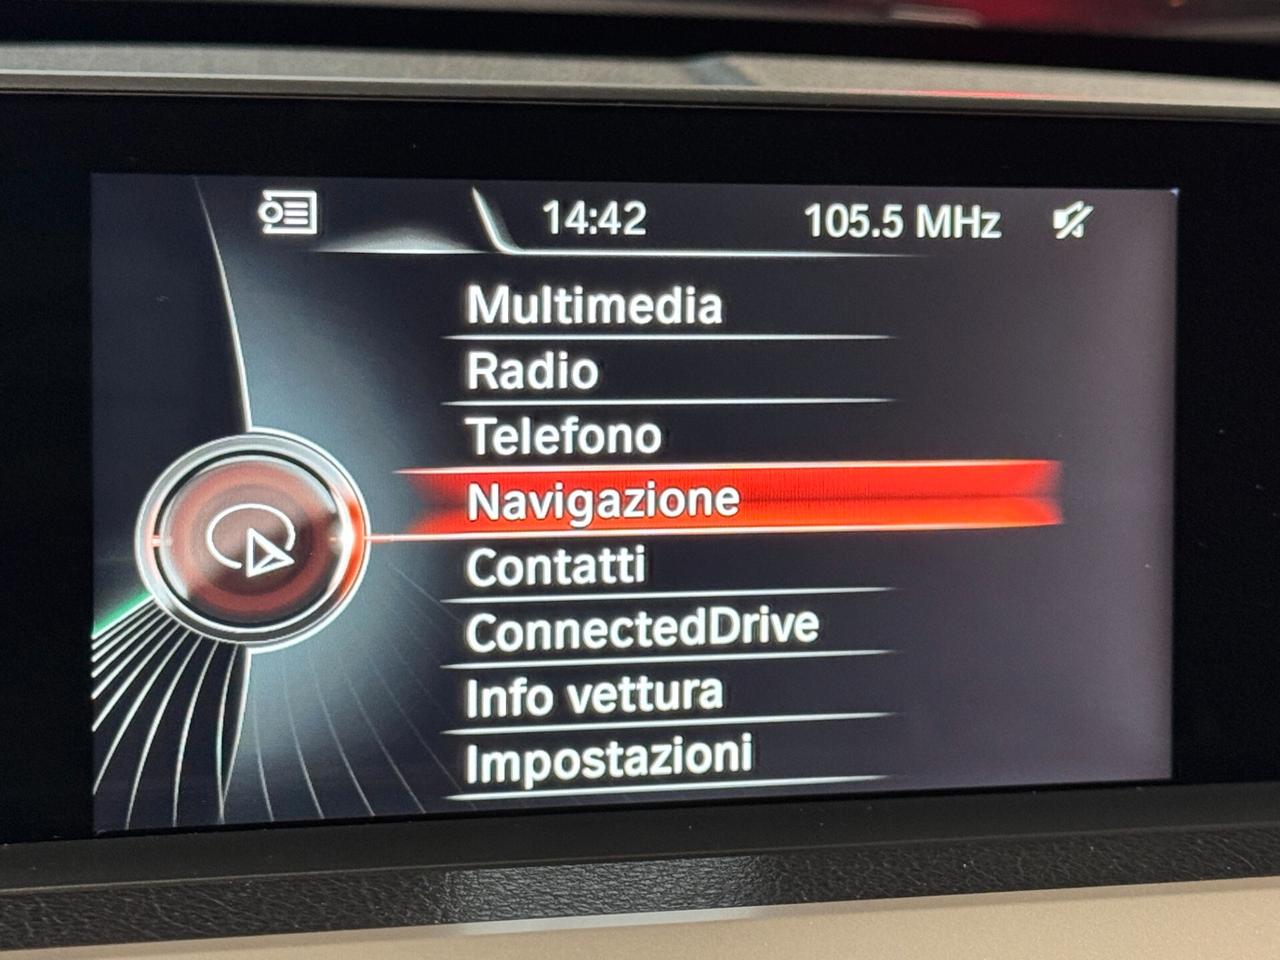 14:42 105.5 MHz
Multimedia
Radio
Telefono
Navigazione
Contatti
ConnectedDrive
Info vettura
Impostazioni